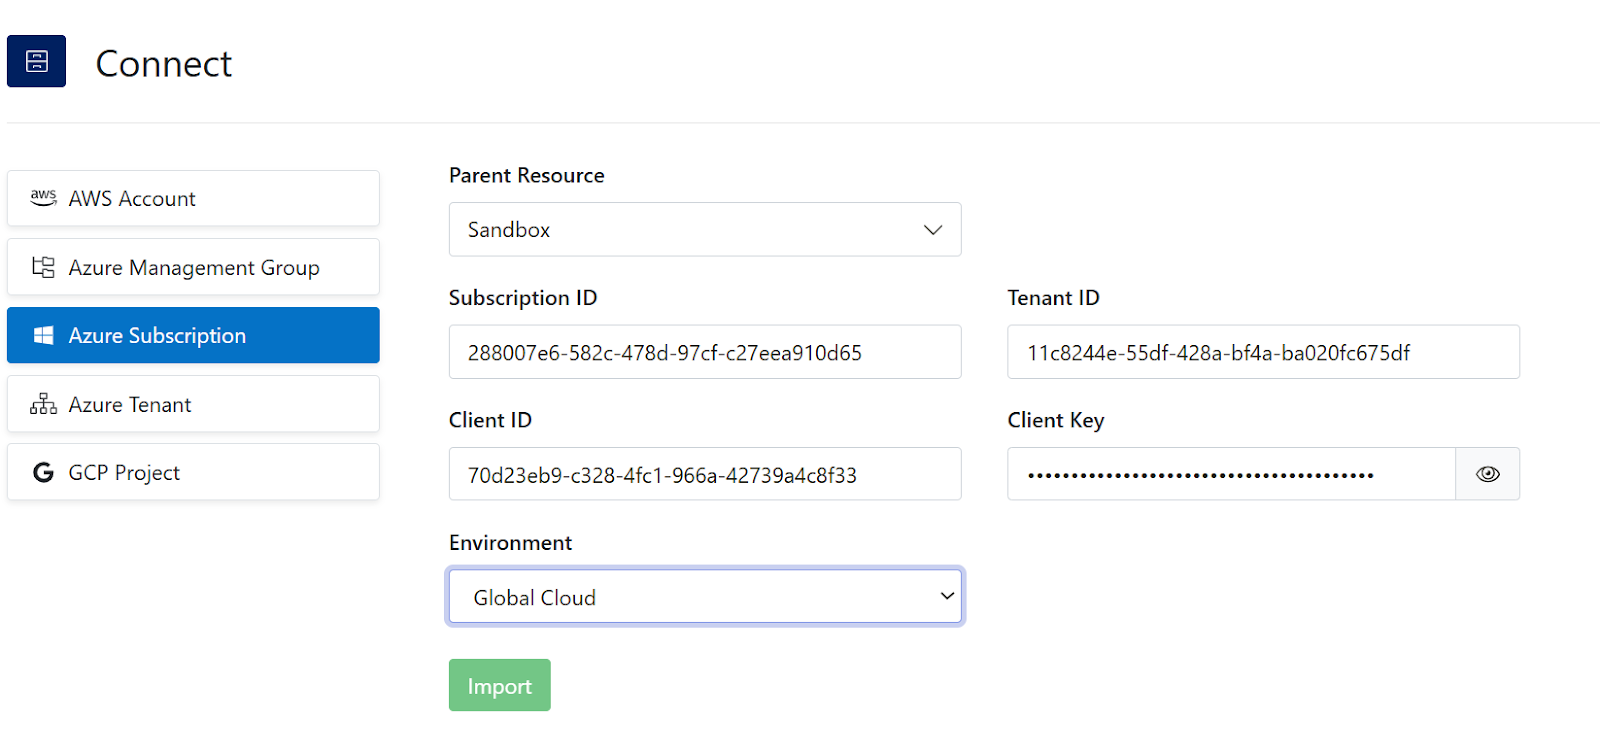 Connect
aws AWS Account
Azure Management Group
Azure Subscription
Azure Tenant
G GCP Project
Parent Resource
Sandbox
Subscription ID
288007e6-582c-478d-97cf-c27eea910d65
Tenant ID
11c8244e-55df-428a-bf4a-ba020fc675df
Client ID
70d23eb9-c328-4fc1-966a-42739a4c8f33
Client Key
••••••••••••••••••••••••••••••••••••••••
Environment
Global Cloud
Import